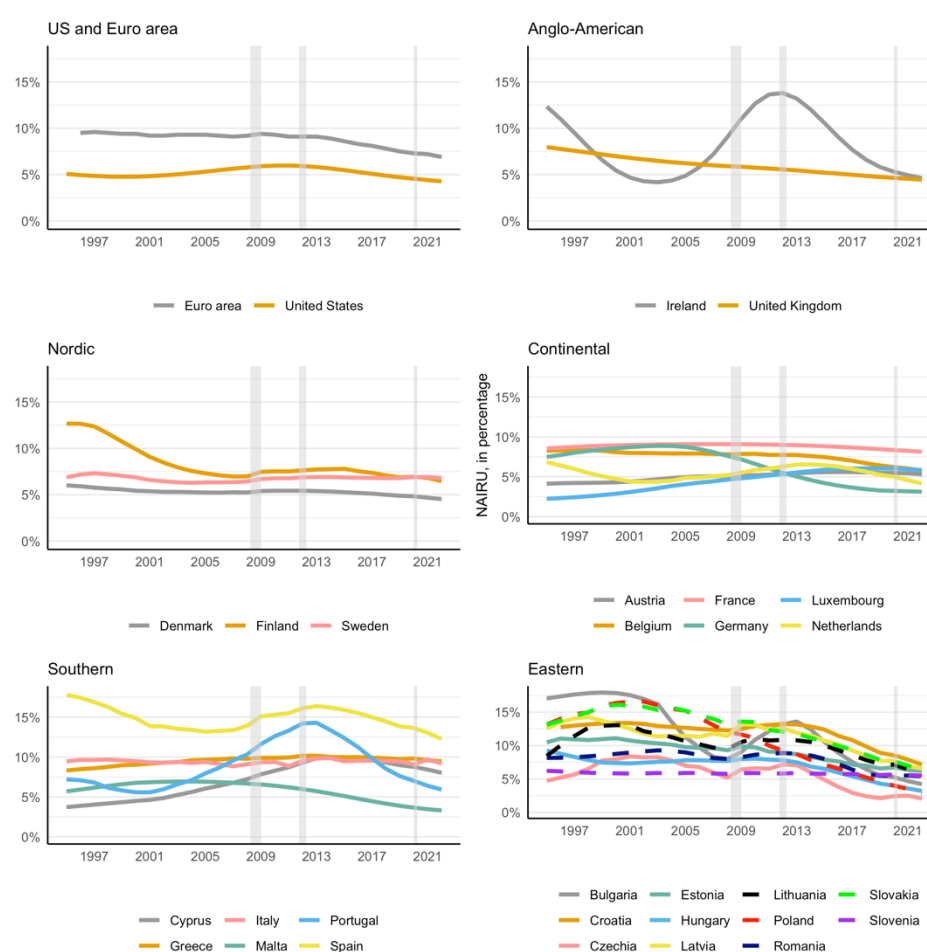 US and Euro area
15%
10%
5%
0%
1997 2001 2005 2009 2013 2017 2021
Euro area United States
Anglo-American
15%
10%
5%
0%
1997 2001 2005 2009 2013 2017 2021
Ireland United Kingdom
Nordic
15%
10%
5%
0%
1997 2001 2005 2009 2013 2017 2021
Denmark Finland Sweden
Continental
NAIRU, in percentage
15%
10%
5%
0%
1997 2001 2005 2009 2013 2017 2021
Austria France Luxembourg
Belgium Germany Netherlands
Southern
15%
10%
5%
0%
1997 2001 2005 2009 2013 2017 2021
Cyprus Italy Portugal
Greece Malta Spain
Eastern
15%
10%
5%
0%
1997 2001 2005 2009 2013 2017 2021
Bulgaria Estonia Lithuania Slovakia
Croatia Hungary Poland Slovenia
Czechia Latvia Romania